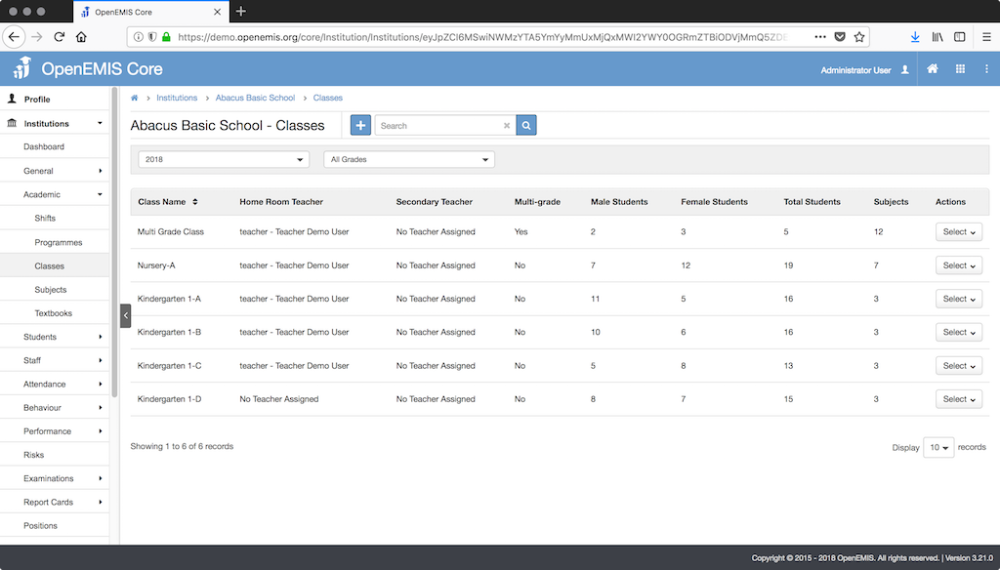 OpenEMIS Core
https://demo.openemis.org/core/Institution/Institutions/
OpenEMIS Core
Administrator User
Profile
Institutions
Dashboard
General
Academic
Shifts
Programmes
Classes
Subjects
Textbooks
Students
Staff
Attendance
Behaviour
Performance
Risks
Examinations
Report Cards
Positions
Institutions > Abacus Basic School > Classes
Abacus Basic School - Classes
Search
2018 All Grades
Class Name Home Room Teacher Secondary Teacher Multi-grade Male Students Female Students Total Students Subjects Actions
Multi Grade Class teacher - Teacher Demo User No Teacher Assigned Yes 2 3 5 12 Select
Nursery-A teacher - Teacher Demo User No Teacher Assigned No 7 12 19 7 Select
Kindergarten 1-A teacher - Teacher Demo User No Teacher Assigned No 11 5 16 3 Select
Kindergarten 1-B teacher - Teacher Demo User No Teacher Assigned No 10 6 16 3 Select
Kindergarten 1-C teacher - Teacher Demo User No Teacher Assigned No 5 8 13 3 Select
Kindergarten 1-D No Teacher Assigned No Teacher Assigned No 8 7 15 3 Select
Showing 1 to 6 of 6 records
Display 10 records
Copyright © 2015 - 2018 OpenEMIS. All rights reserved. | Version 3.21.0